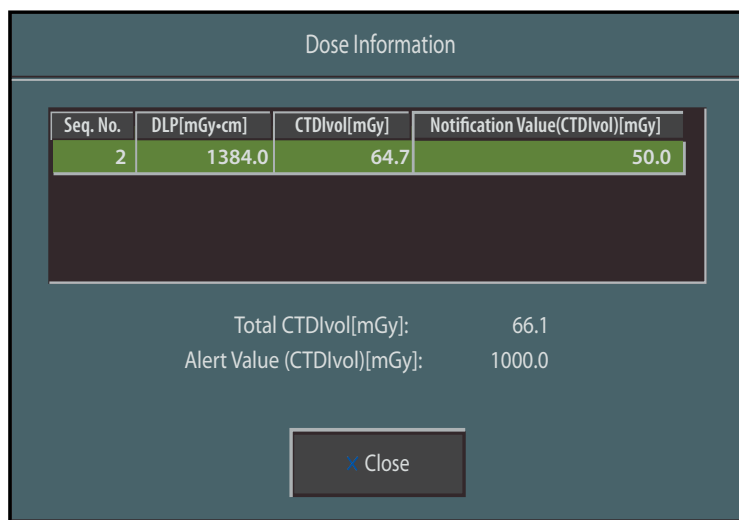 Dose Information
Seq. No. DLP[mGy•cm] CTDIvol[mGy] Notification Value(CTDIvol)[mGy]
2 1384.0 64.7 50.0
Total CTDIvol[mGy]: 66.1
Alert Value (CTDIvol)[mGy]: 1000.0
× Close